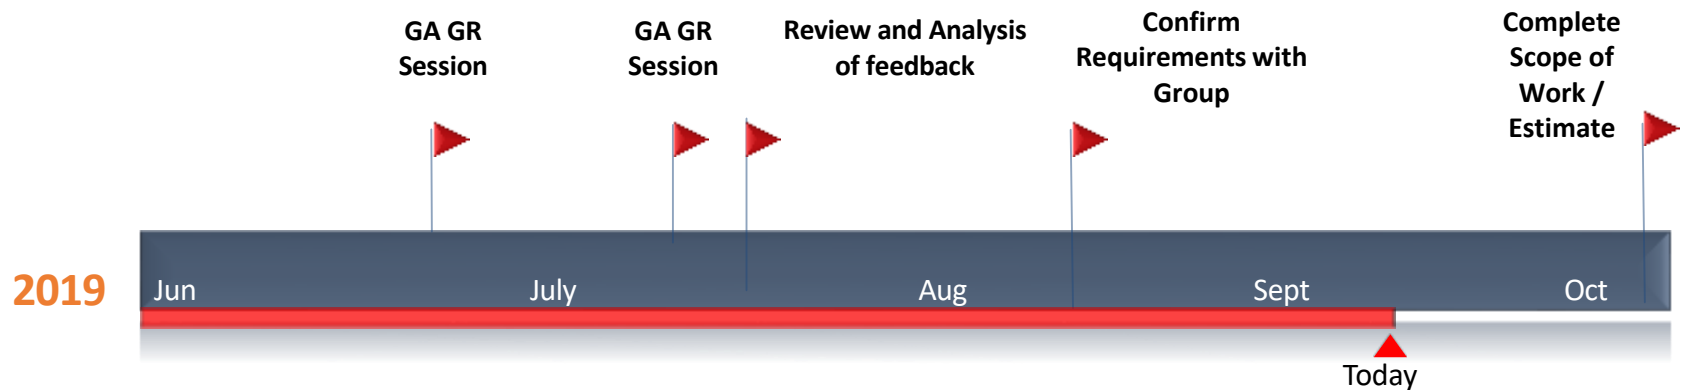 GA GR
Session
GA GR
Session
Review and Analysis
of feedback
Confirm
Requirements with
Group
Complete
Scope of
Work /
Estimate
2019
Jun
July
Aug
Sept
Oct
Today